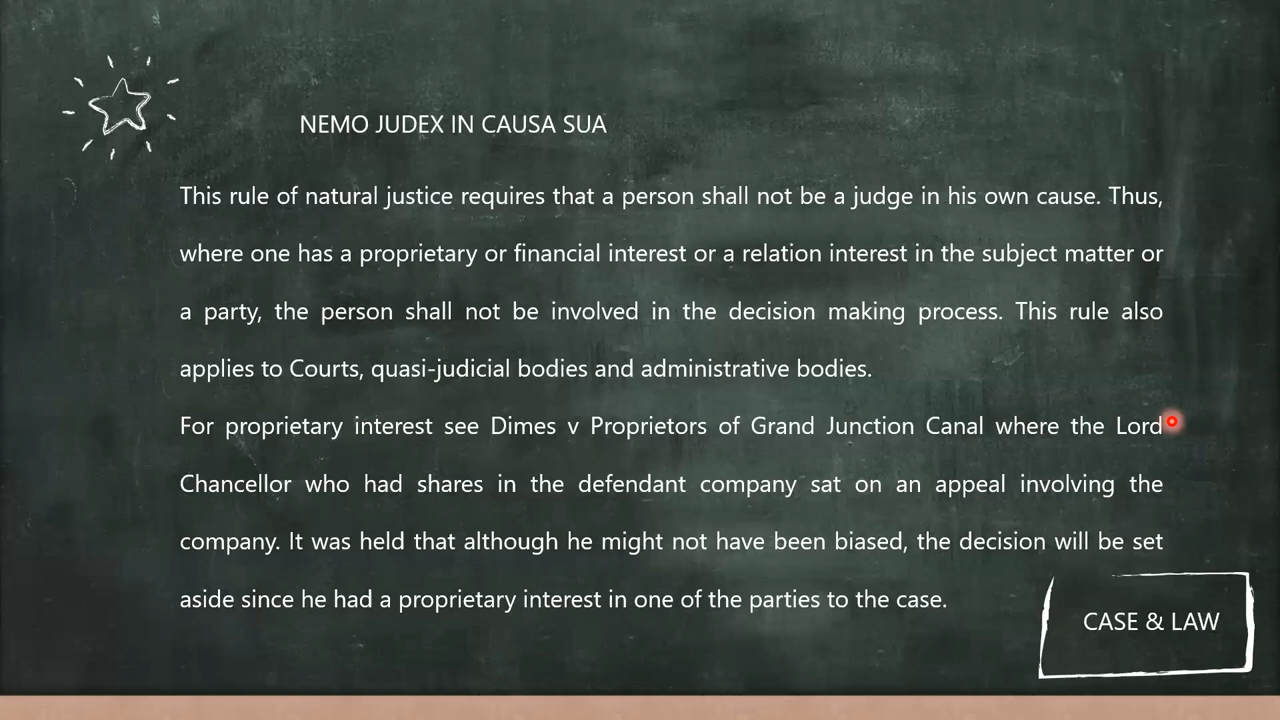 NEMO JUDEX IN CAUSA SUA
This rule of natural justice requires that a person shall not be a judge in his own cause. Thus,
where one has a proprietary or financial interest or a relation interest in the subject matter or
a party, the person shall not be involved in the decision making process. This rule also
applies to Courts, quasi-judicial bodies and administrative bodies.
For proprietary interest see Dimes v Proprietors of Grand Junction Canal where the Lord
Chancellor who had shares in the defendant company sat on an appeal involving the
company. It was held that although he might not have been biased, the decision will be set
aside since he had a proprietary interest in one of the parties to the case.
CASE & LAW